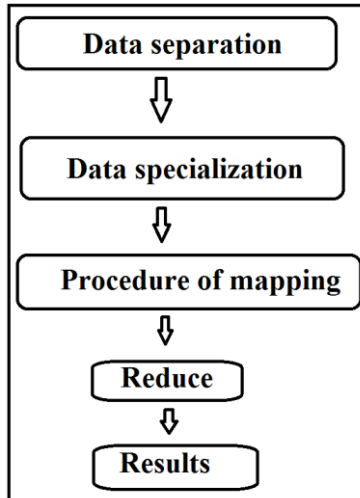 Data separation
Data specialization
Procedure of mapping
Reduce
Results